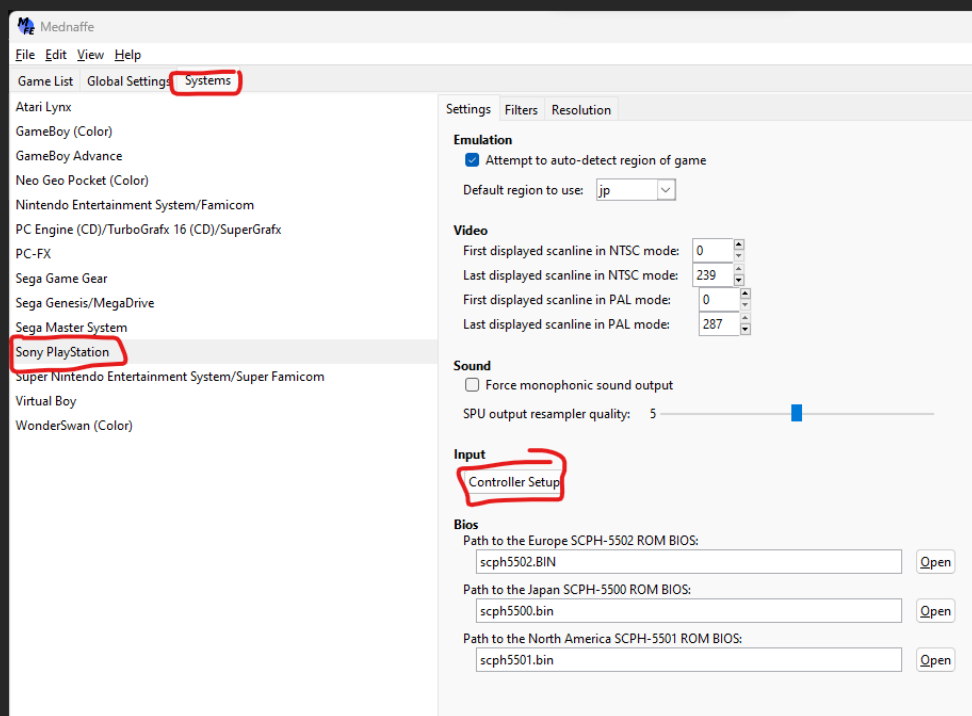 Mednaffe
File Edit View Help
Game List Global Settings Systems
Atari Lynx
GameBoy (Color)
GameBoy Advance
Neo Geo Pocket (Color)
Nintendo Entertainment System/Famicom
PC Engine (CD)/TurboGrafx 16 (CD)/SuperGrafx
PC-FX
Sega Game Gear
Sega Genesis/MegaDrive
Sega Master System
Sony PlayStation
Super Nintendo Entertainment System/Super Famicom
Virtual Boy
WonderSwan (Color)
Settings Filters Resolution
Emulation
Attempt to auto-detect region of game
Default region to use: jp
Video
First displayed scanline in NTSC mode: 0
Last displayed scanline in NTSC mode: 239
First displayed scanline in PAL mode: 0
Last displayed scanline in PAL mode: 287
Sound
Force monophonic sound output
SPU output resampler quality: 5
Input
Controller Setup
Bios
Path to the Europe SCPH-5502 ROM BIOS:
scph5502.BIN Open
Path to the Japan SCPH-5500 ROM BIOS:
scph5500.bin Open
Path to the North America SCPH-5501 ROM BIOS:
scph5501.bin Open